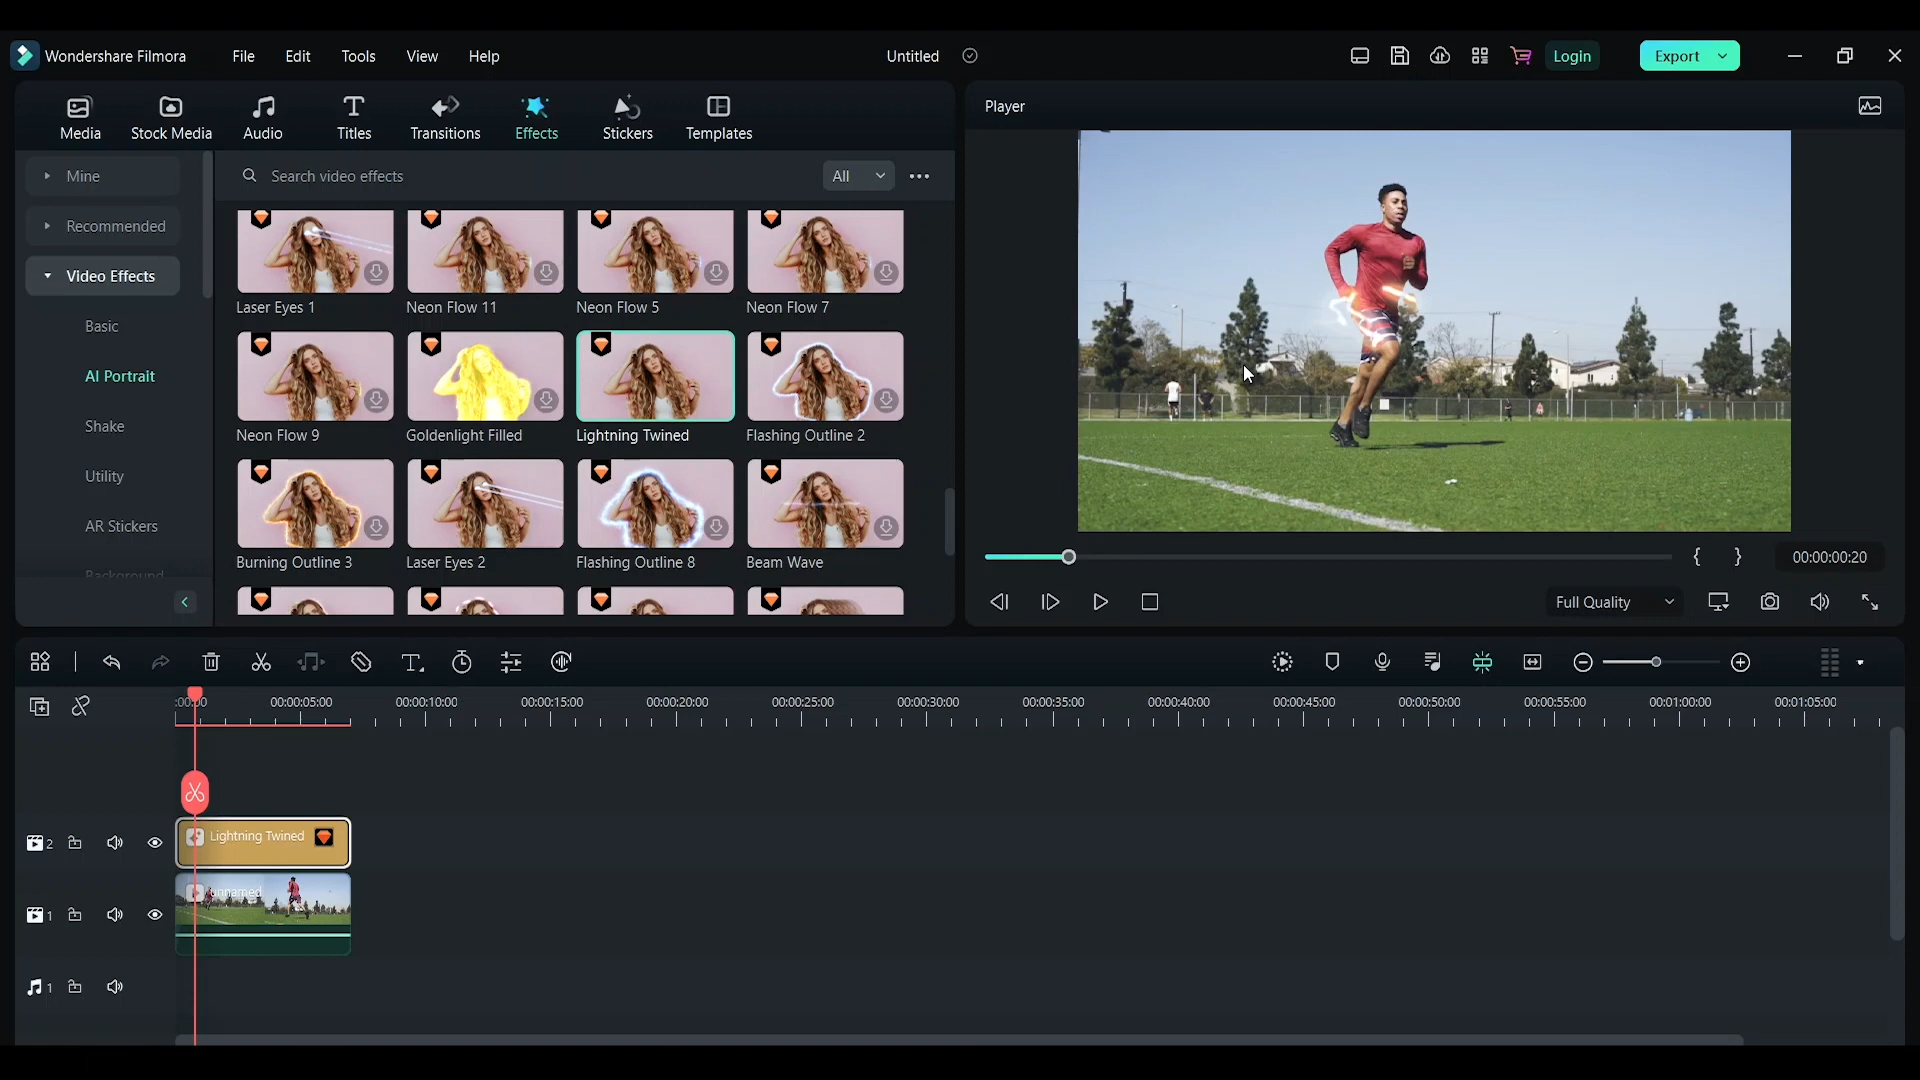 Wondershare Filmora File Edit Tools View Help Untitled Login Export
Media Stock Media Audio Titles Transitions Effects Stickers Templates
Player
Mine
Recommended
Video Effects
Basic
AI Portrait
Shake
Utility
AR Stickers
Background
Search video effects All
Laser Eyes 1 Neon Flow 11 Neon Flow 5 Neon Flow 7
Neon Flow 9 Goldenlight Filled Lightning Twined Flashing Outline 2
Burning Outline 3 Laser Eyes 2 Flashing Outline 8 Beam Wave
{ } 00:00:00:20
Full Quality
:00:00 00:00:05:00 00:00:10:00 00:00:15:00 00:00:20:00 00:00:25:00 00:00:30:00 00:00:35:00 00:00:40:00 00:00:45:00 00:00:50:00 00:00:55:00 00:01:00:00 00:01:05:00
2 Lightning Twined
1 unnamed
1